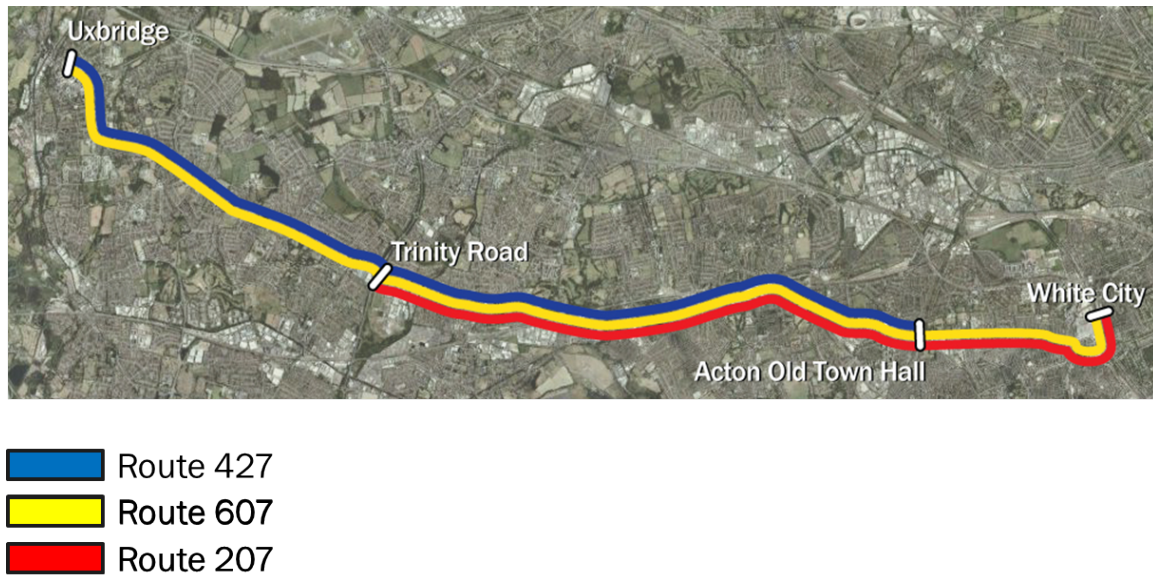 Uxbridge
Trinity Road
White City
Acton Old Town Hall
Route 427
Route 607
Route 207